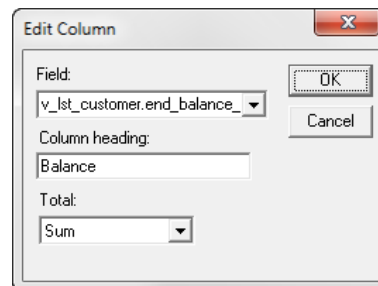 Edit Column
Field:
v_lst_customer.end_balance_
Column heading:
Balance
Total:
Sum
OK
Cancel